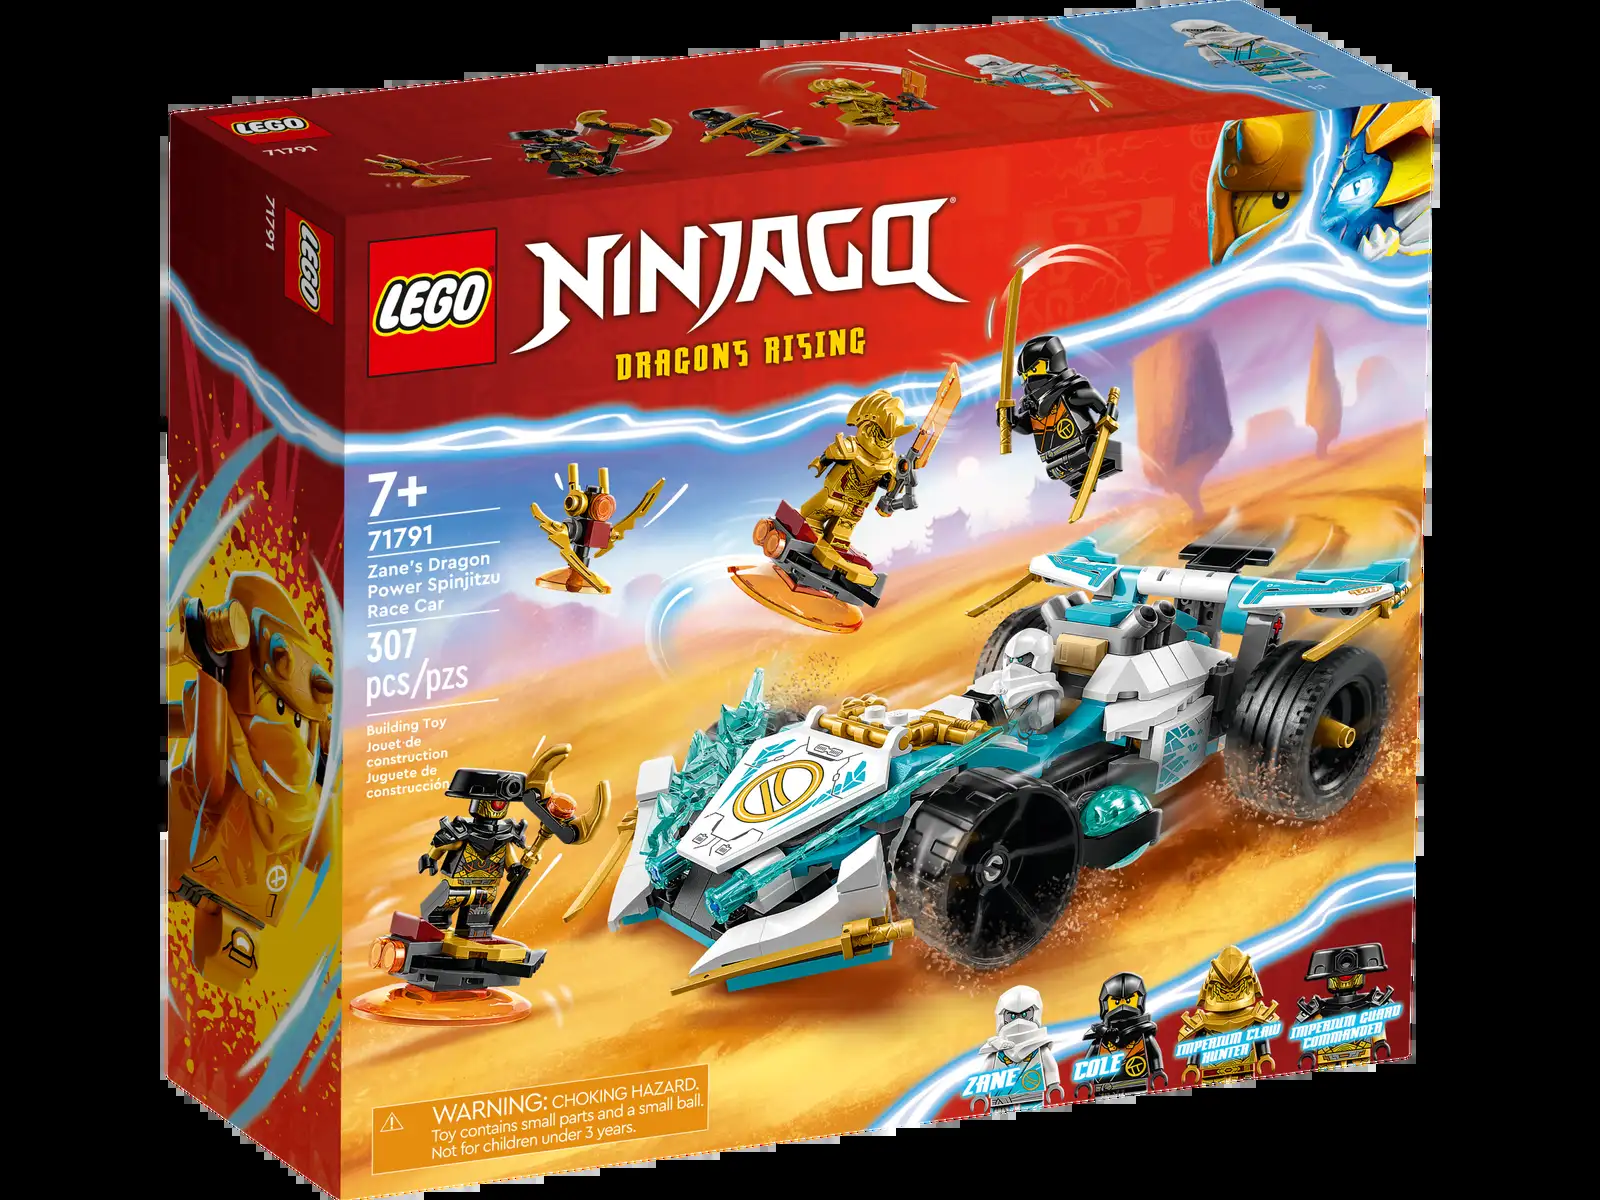 LEGO
71791
71791
LEGO
LEGO
NINJAGO®
DRAGONS RISING
7+
71791
Zane's Dragon
Power Spinjitzu
Race Car
307
pcs/pzs
Building Toy
Jouet de
construction
Juguete de
construcción
ZANE
COLE
IMPERIUM CLAW
HUNTER
IMPERIUM GUARD
COMMANDER
WARNING: CHOKING HAZARD.
Toy contains small parts and a small ball.
Not for children under 3 years.